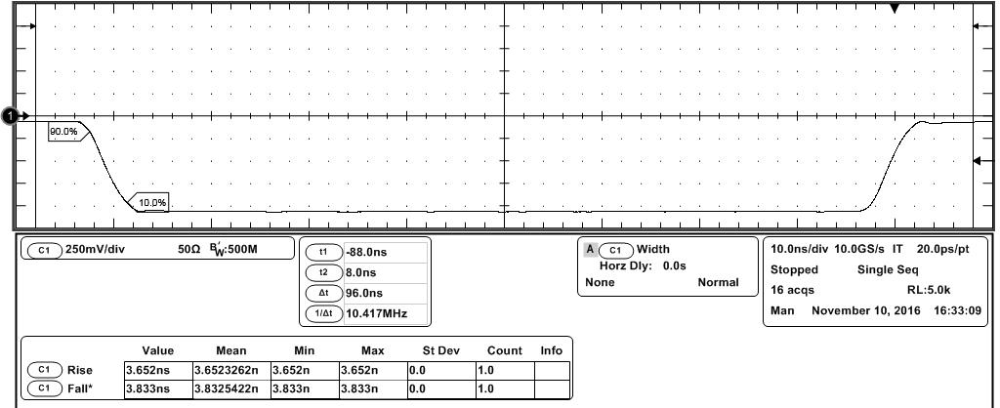 1
90.0%
10.0%
C1 250mV/div 50Ω BW:500M
t1 -88.0ns
t2 8.0ns
Δt 96.0ns
1/Δt 10.417MHz
A C1 Width
Horz Dly: 0.0s
None Normal
10.0ns/div 10.0GS/s IT 20.0ps/pt
Stopped Single Seq
16 acqs RL:5.0k
Man November 10, 2016 16:33:09
Value Mean Min Max St Dev Count Info
C1 Rise 3.652ns 3.6523262n 3.652n 3.652n 0.0 1.0
C1 Fall* 3.833ns 3.8325422n 3.833n 3.833n 0.0 1.0